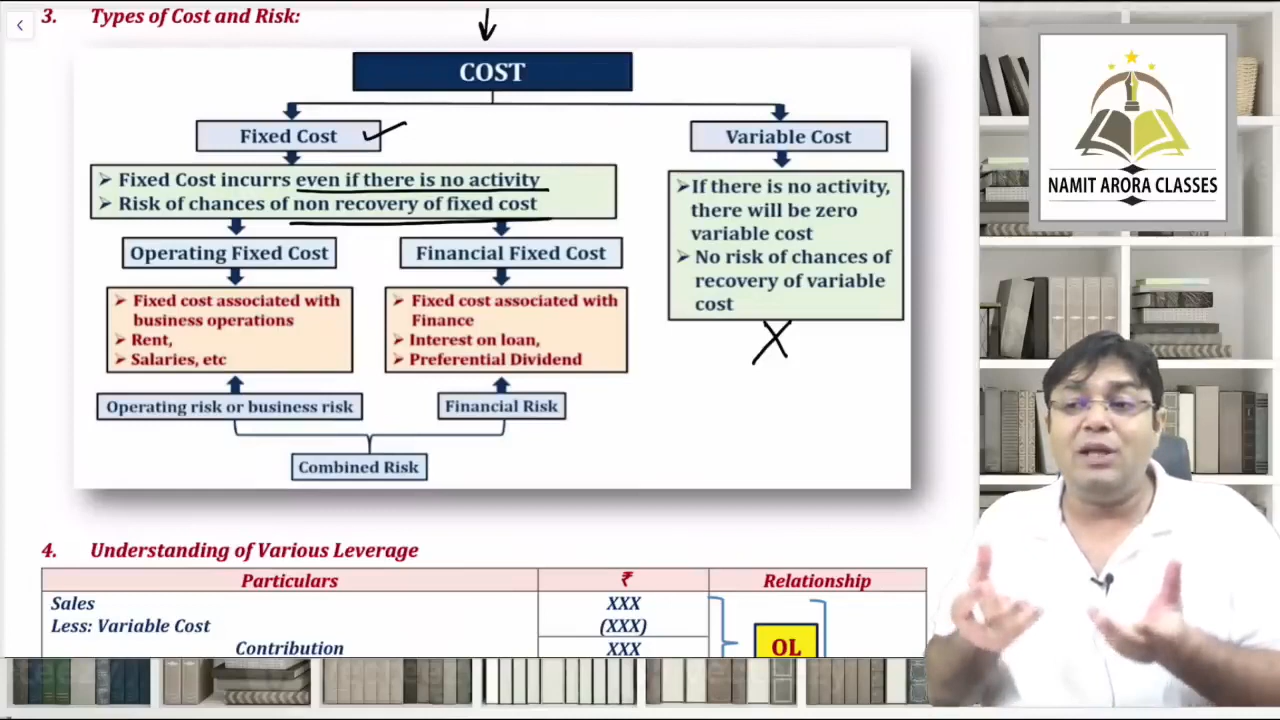 3. Types of Cost and Risk:
COST
Fixed Cost
Variable Cost
➢ Fixed Cost incurrs even if there is no activity
➢ Risk of chances of non recovery of fixed cost
➢If there is no activity,
there will be zero
variable cost
➢ No risk of chances of
recovery of variable
cost
Operating Fixed Cost
Financial Fixed Cost
➢ Fixed cost associated with
business operations
➢ Rent,
➢ Salaries, etc
➢ Fixed cost associated with
Finance
➢ Interest on loan,
➢ Preferential Dividend
Operating risk or business risk
Financial Risk
Combined Risk
4. Understanding of Various Leverage
Particulars ₹ Relationship
Sales XXX
Less: Variable Cost (XXX)
Contribution XXX
OL
NAMIT ARORA CLASSES